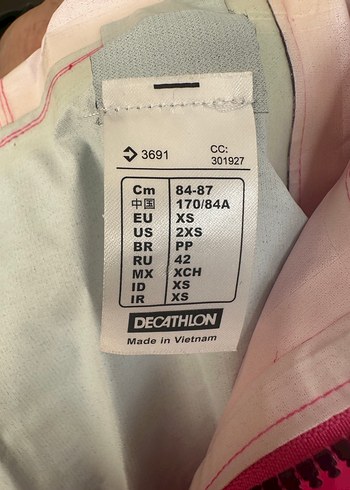 3691
CC:
301927
Cm 84-87
中国 170/84A
EU XS
US 2XS
BR PP
RU 42
MX XCH
ID XS
IR XS
DECATHLON
Made in Vietnam